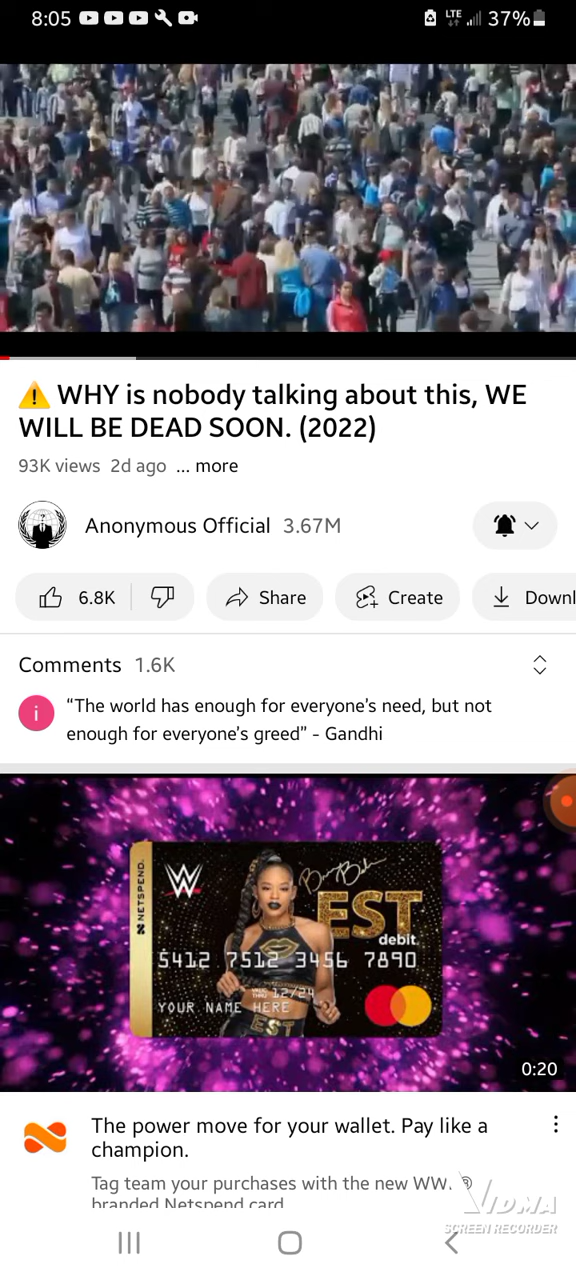 8:05
LTE
37%
⚠ WHY is nobody talking about this, WE
WILL BE DEAD SOON. (2022)
93K views 2d ago ... more
Anonymous Official 3.67M
6.8K
Share
Create
Downl
Comments 1.6K
i
“The world has enough for everyone's need, but not
enough for everyone's greed” - Gandhi
NETSPEND.
W
EST
debit.
5412 7512 3456 7890
12/24
YOUR NAME HERE
EST
0:20
The power move for your wallet. Pay like a
champion.
Tag team your purchases with the new WW
branded Netspend card
VIDMA
SCREEN RECORDER